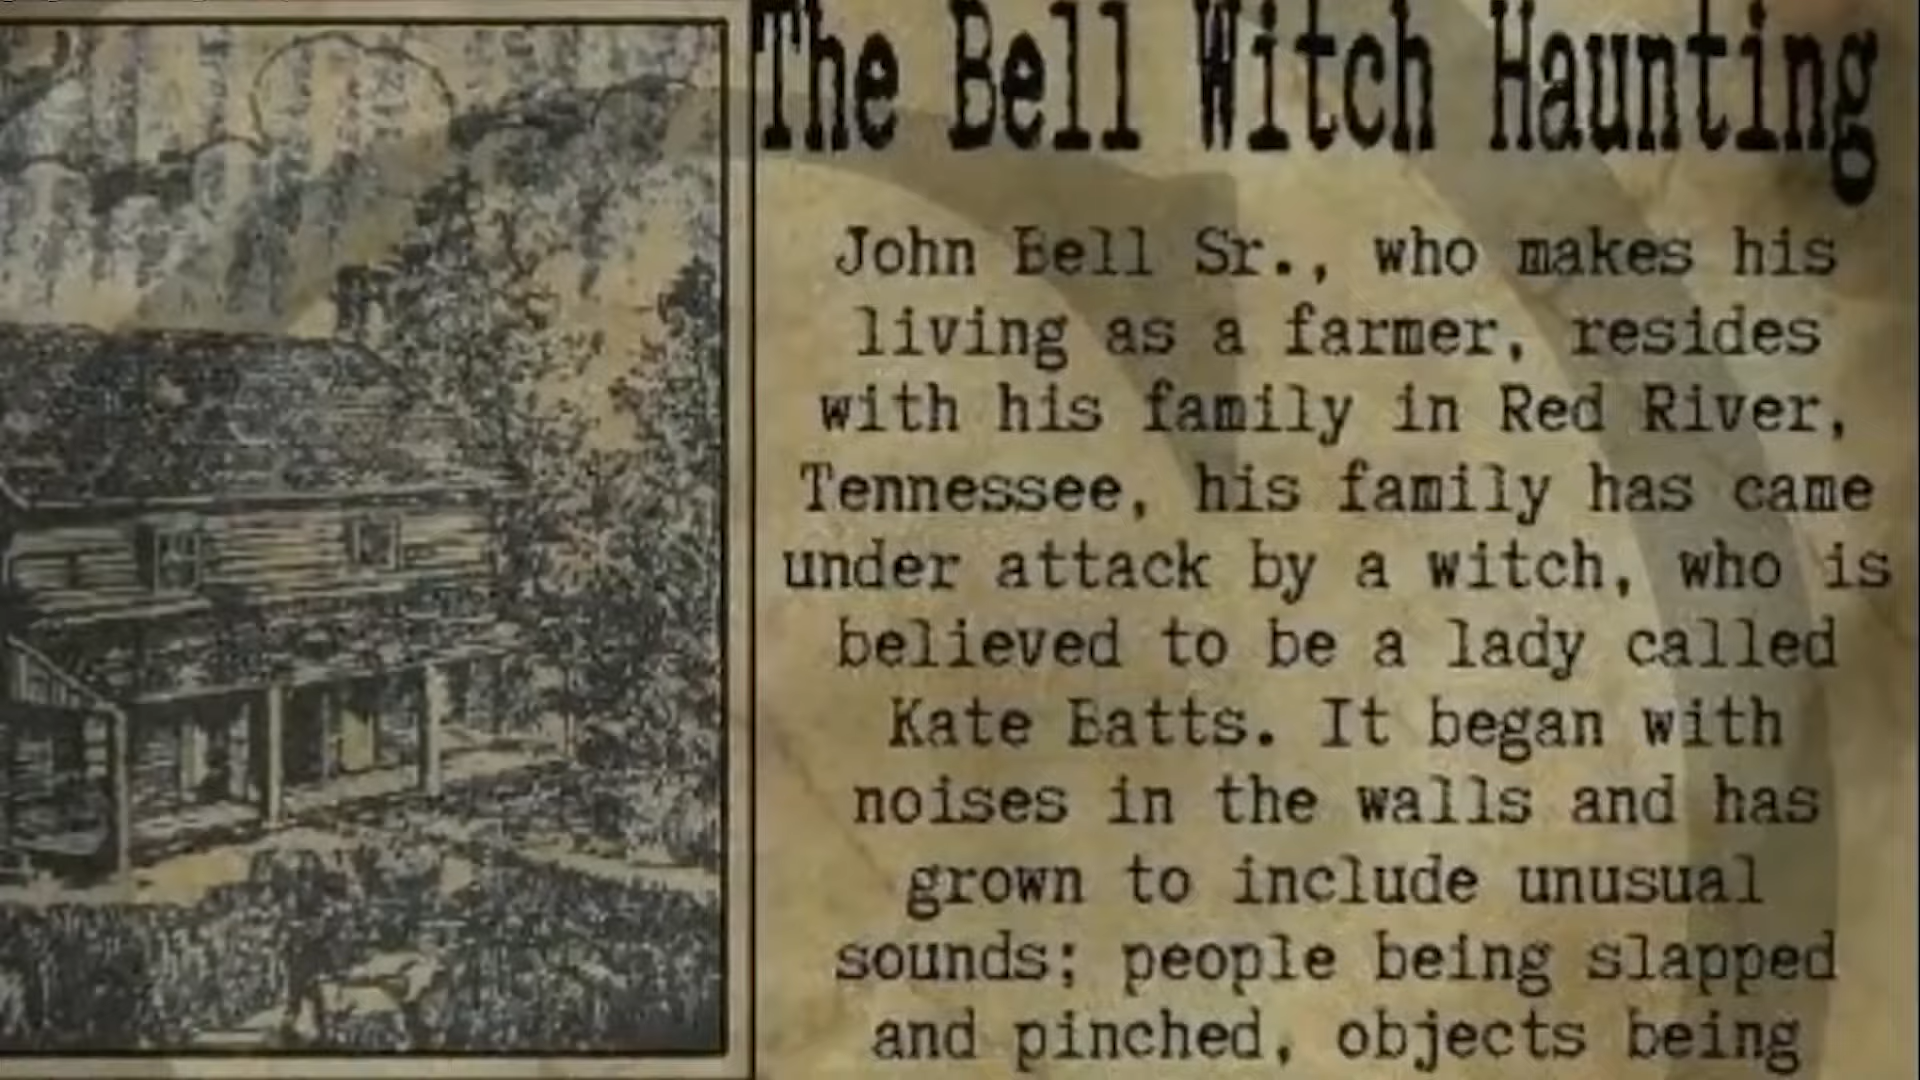 The Bell Witch Haunting
John Bell Sr., who makes his
living as a farmer, resides
with his family in Red River,
Tennessee, his family has came
under attack by a witch, who is
believed to be a lady called
Kate Batts. It began with
noises in the walls and has
grown to include unusual
sounds; people being slapped
and pinched, objects being